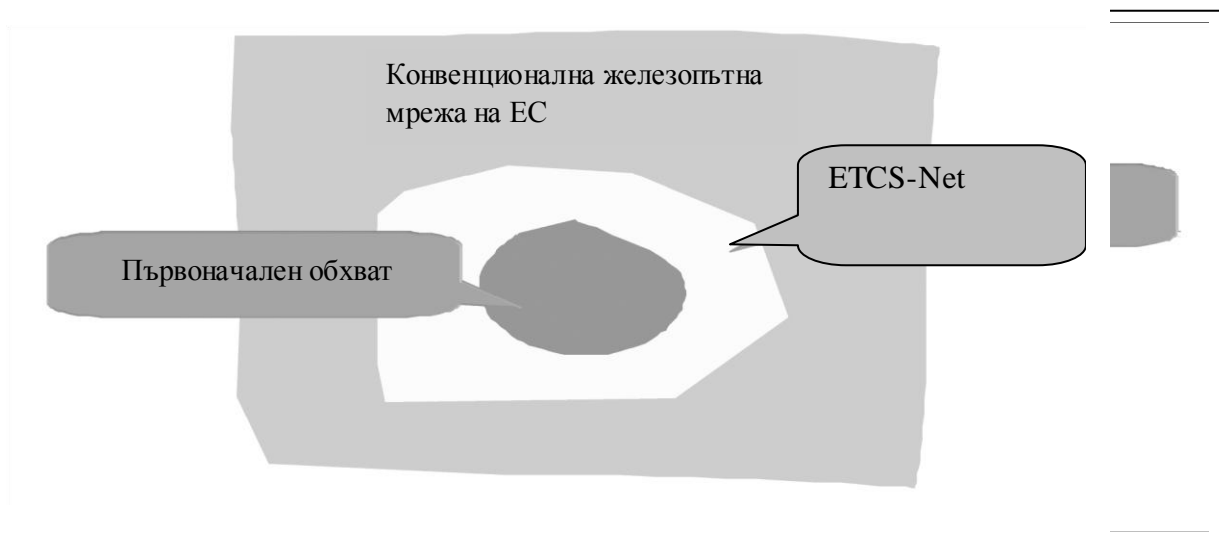 Конвенционална железопътна
мрежа на ЕС
ETCS-Net
Първоначален обхват